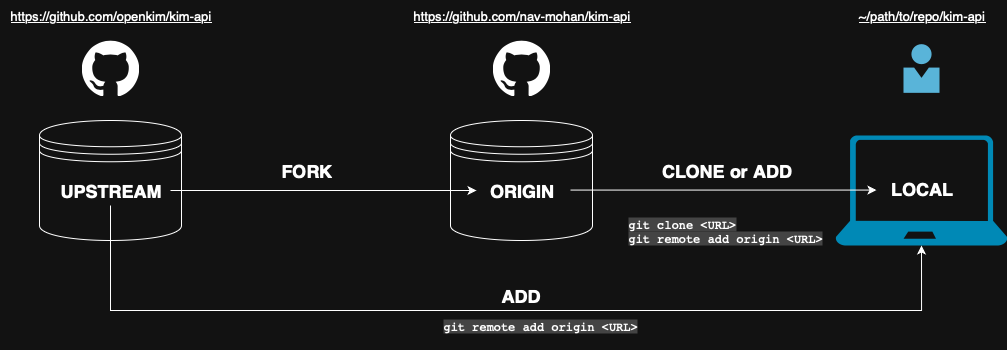 https://github.com/openkim/kim-api
https://github.com/nav-mohan/kim-api
~/path/to/repo/kim-api
UPSTREAM
FORK
ORIGIN
CLONE or ADD
LOCAL
git clone <URL>
git remote add origin <URL>
ADD
git remote add origin <URL>